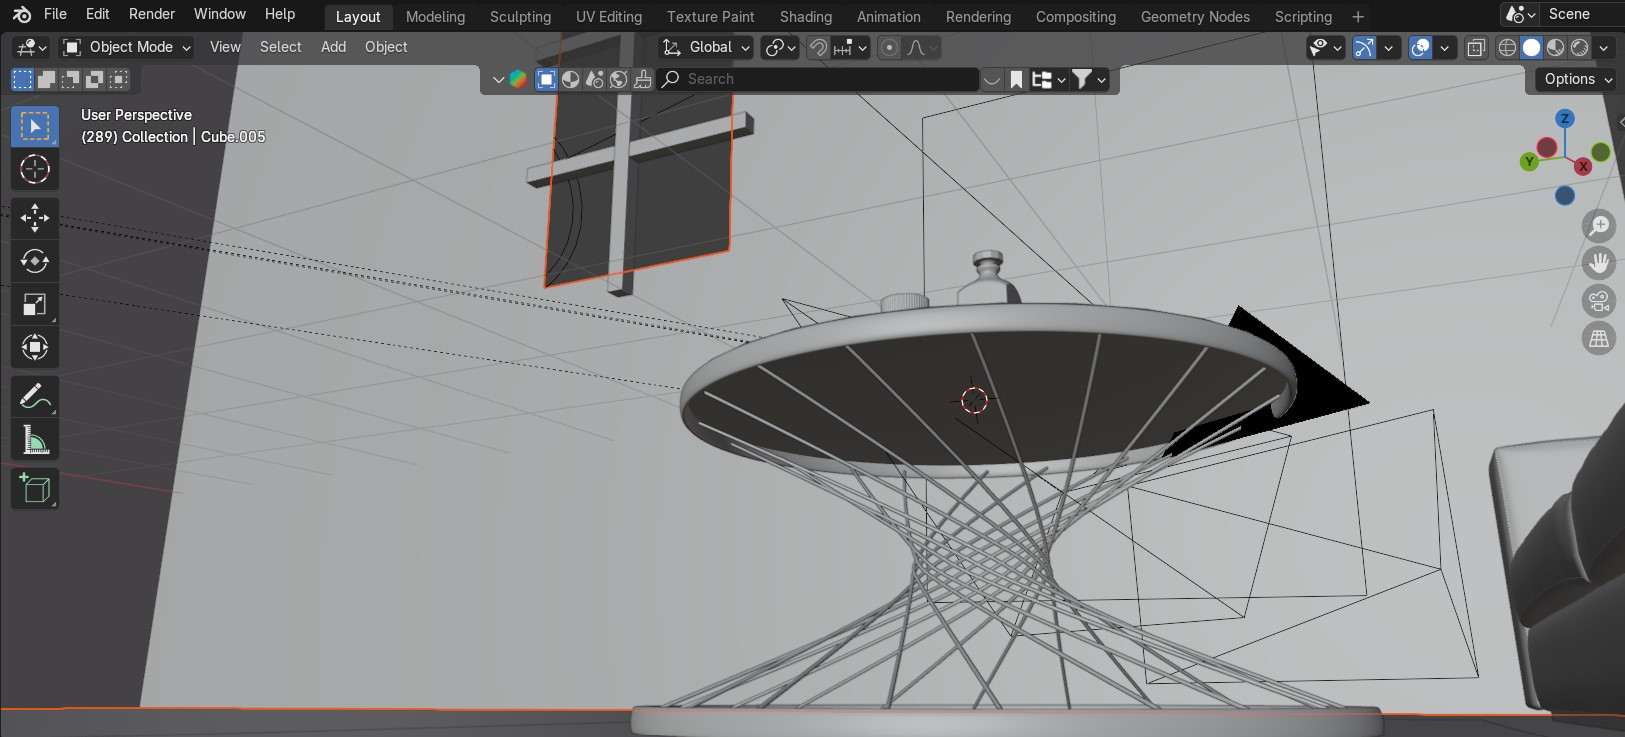 File Edit Render Window Help Layout Modeling Sculpting UV Editing Texture Paint Shading Animation Rendering Compositing Geometry Nodes Scripting + Scene
Object Mode View Select Add Object Global
Search Options
User Perspective
(289) Collection | Cube.005
Z
Y X